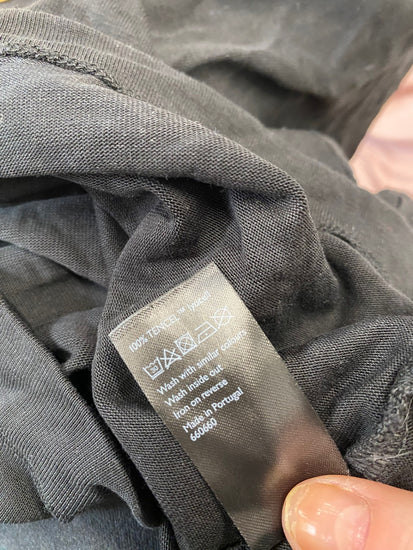 100% TENCEL™ lyocell
Wash with similar colours
Wash inside out
Iron on reverse
Made in Portugal
660660